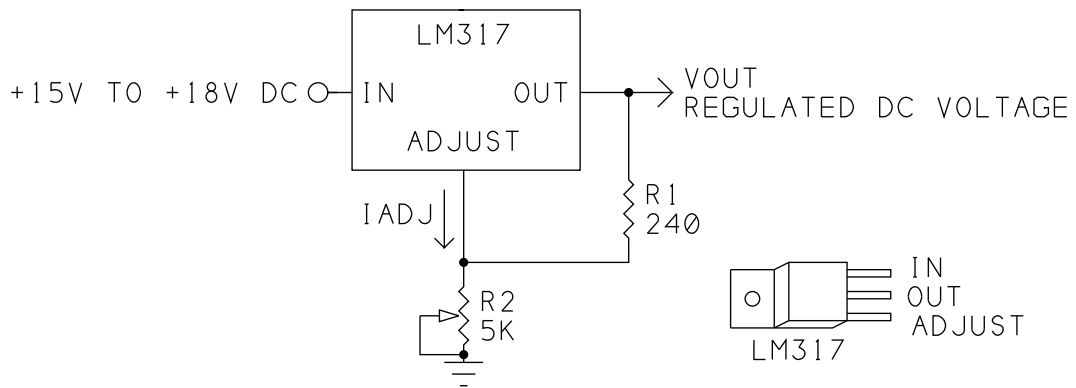 LM317
+15V TO +18V DC
IN
OUT
VOUT
REGULATED DC VOLTAGE
ADJUST
IADJ
R1
240
R2
5K
IN
OUT
ADJUST
LM317